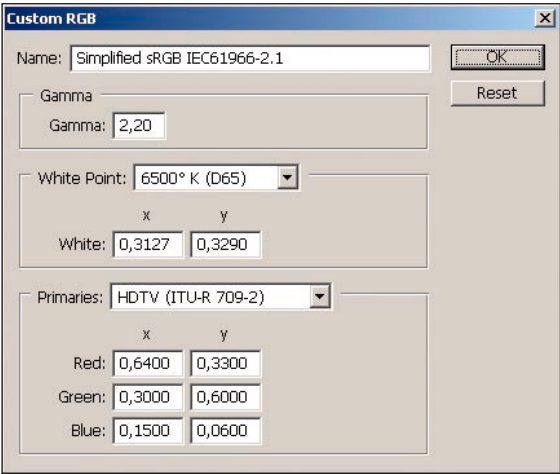 Custom RGB
Name: Simplified sRGB IEC61966-2.1
OK
Reset
Gamma
Gamma: 2,20
White Point: 6500° K (D65)
x y
White: 0,3127 0,3290
Primaries: HDTV (ITU-R 709-2)
x y
Red: 0,6400 0,3300
Green: 0,3000 0,6000
Blue: 0,1500 0,0600